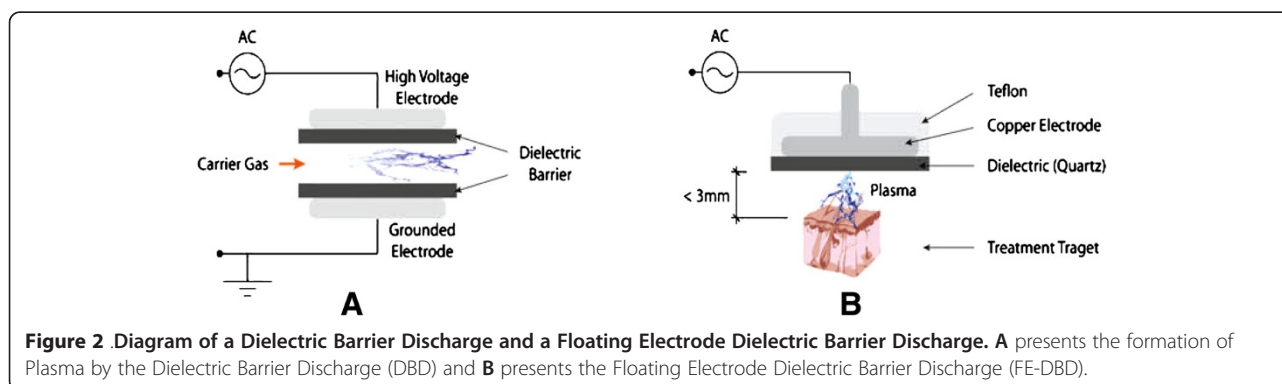 AC
High Voltage
Electrode
Carrier Gas
Dielectric
Barrier
Grounded
Electrode
A
AC
Teflon
Copper Electrode
Dielectric (Quartz)
Plasma
< 3mm
Treatment Traget
B
Figure 2 .Diagram of a Dielectric Barrier Discharge and a Floating Electrode Dielectric Barrier Discharge. A presents the formation of
Plasma by the Dielectric Barrier Discharge (DBD) and B presents the Floating Electrode Dielectric Barrier Discharge (FE-DBD).